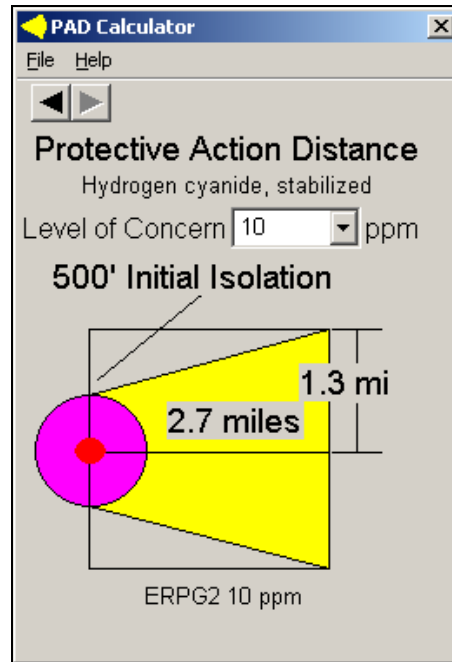 PAD Calculator
File Help
Protective Action Distance
Hydrogen cyanide, stabilized
Level of Concern 10 ppm
500' Initial Isolation
1.3 mi
2.7 miles
ERPG2 10 ppm